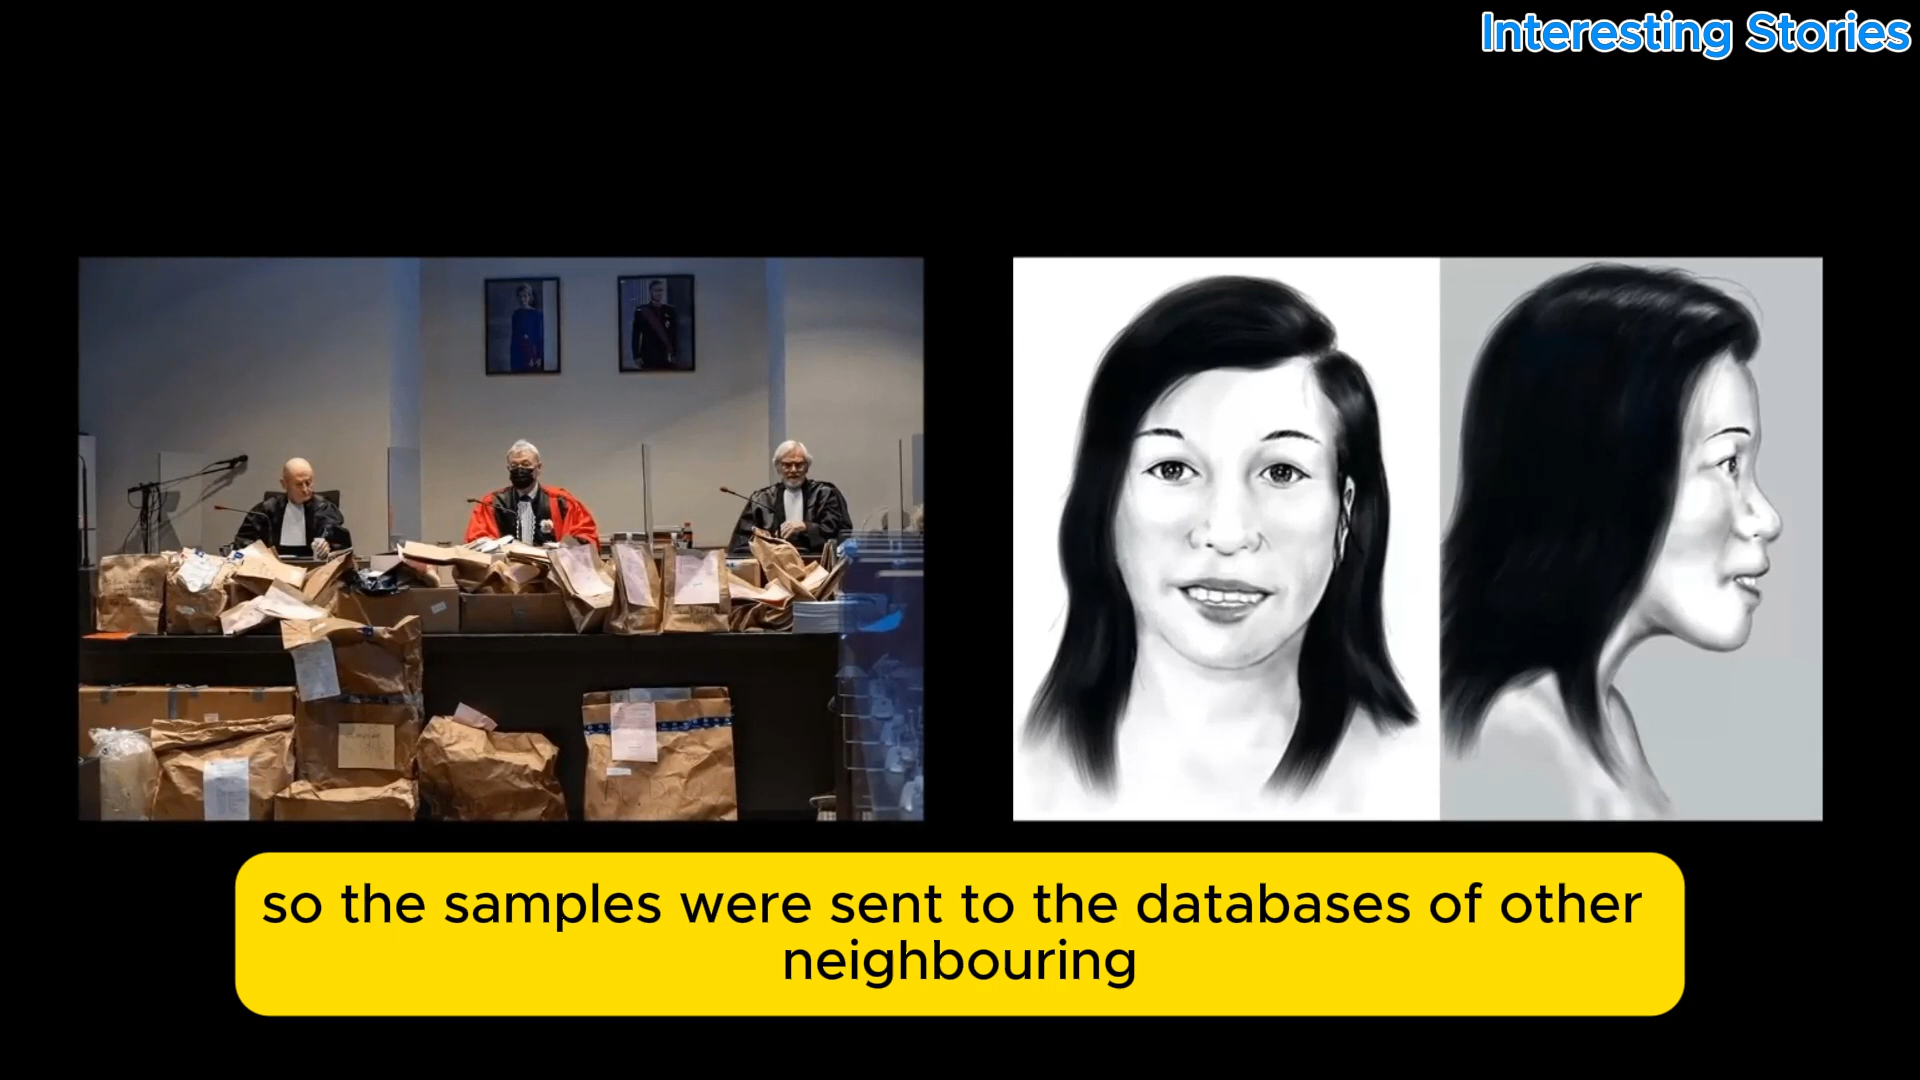 Interesting Stories
so the samples were sent to the databases of other
neighbouring